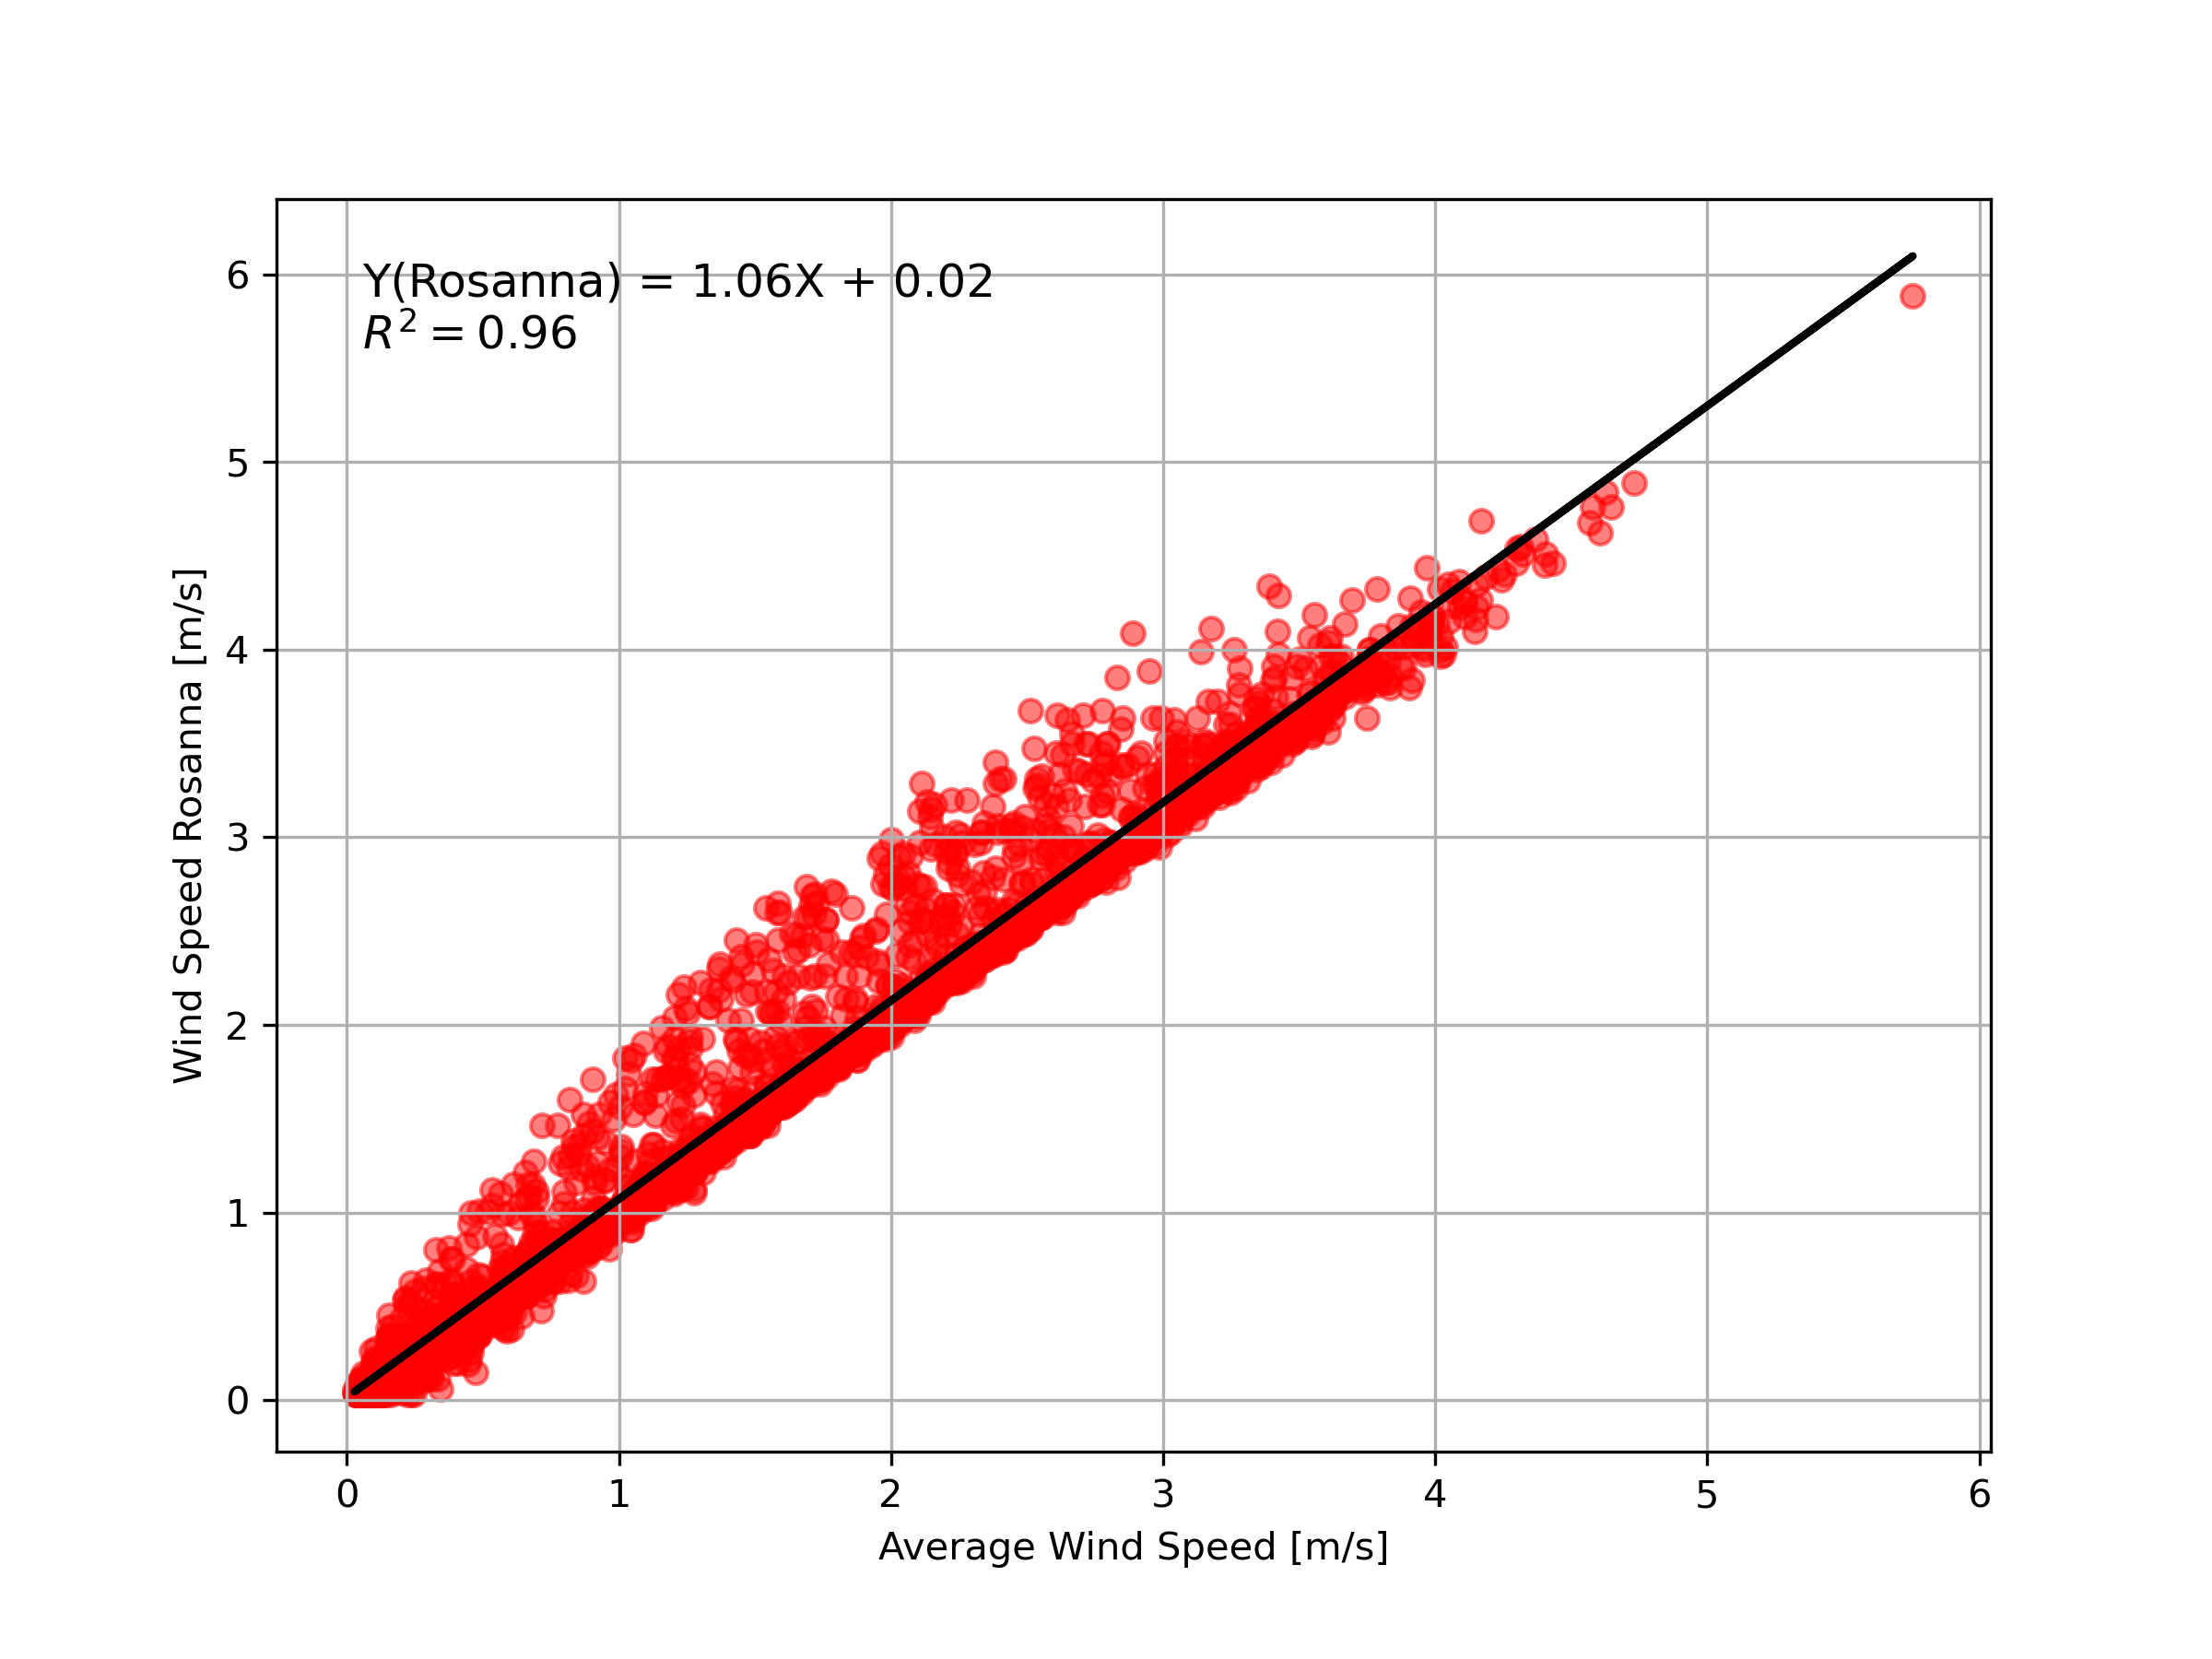 Y(Rosanna) = 1.06X + 0.02
R² = 0.96
Wind Speed Rosanna [m/s]
6
5
4
3
2
1
0
0 1 2 3 4 5 6
Average Wind Speed [m/s]